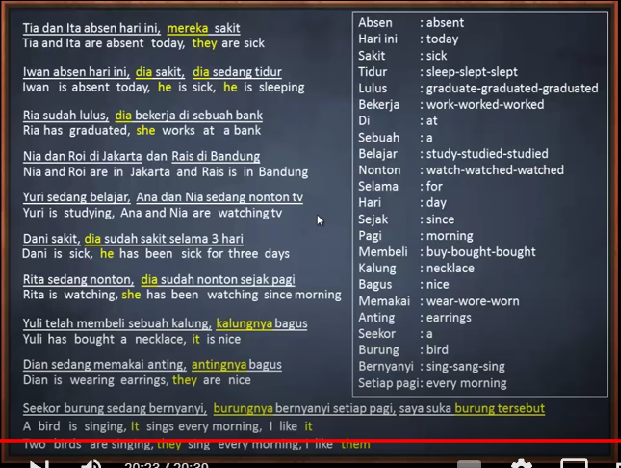 Tia dan Ita absen hari ini, mereka sakit
Tia and Ita are absent today, they are sick
Iwan absen hari ini, dia sakit, dia sedang tidur
Iwan is absent today, he is sick, he is sleeping
Ria sudah lulus, dia bekerja di sebuah bank
Ria has graduated, she works at a bank
Nia dan Roi di Jakarta dan Rais di Bandung
Nia and Roi are in Jakarta and Rais is in Bandung
Yuri sedang belajar, Ana dan Nia sedang nonton tv
Yuri is studying, Ana and Nia are watching tv
Dani sakit, dia sudah sakit selama 3 hari
Dani is sick, he has been sick for three days
Rita sedang nonton, dia sudah nonton sejak pagi
Rita is watching, she has been watching since morning
Yuli telah membeli sebuah kalung, kalungnya bagus
Yuli has bought a necklace, it is nice
Dian sedang memakai anting, antingnya bagus
Dian is wearing earrings, they are nice
Seekor burung sedang bernyanyi, burungnya bernyanyi setiap pagi, saya suka burung tersebut
A bird is singing, It sings every morning, I like it
Two birds are singing, they sing every morning, I like them
Absen : absent
Hari ini : today
Sakit : sick
Tidur : sleep-slept-slept
Lulus : graduate-graduated-graduated
Bekerja : work-worked-worked
Di : at
Sebuah : a
Belajar : study-studied-studied
Nonton : watch-watched-watched
Selama : for
Hari : day
Sejak : since
Pagi : morning
Membeli : buy-bought-bought
Kalung : necklace
Bagus : nice
Memakai : wear-wore-worn
Anting : earrings
Seekor : a
Burung : bird
Bernyanyi : sing-sang-sing
Setiap pagi : every morning
20:23 / 20:39